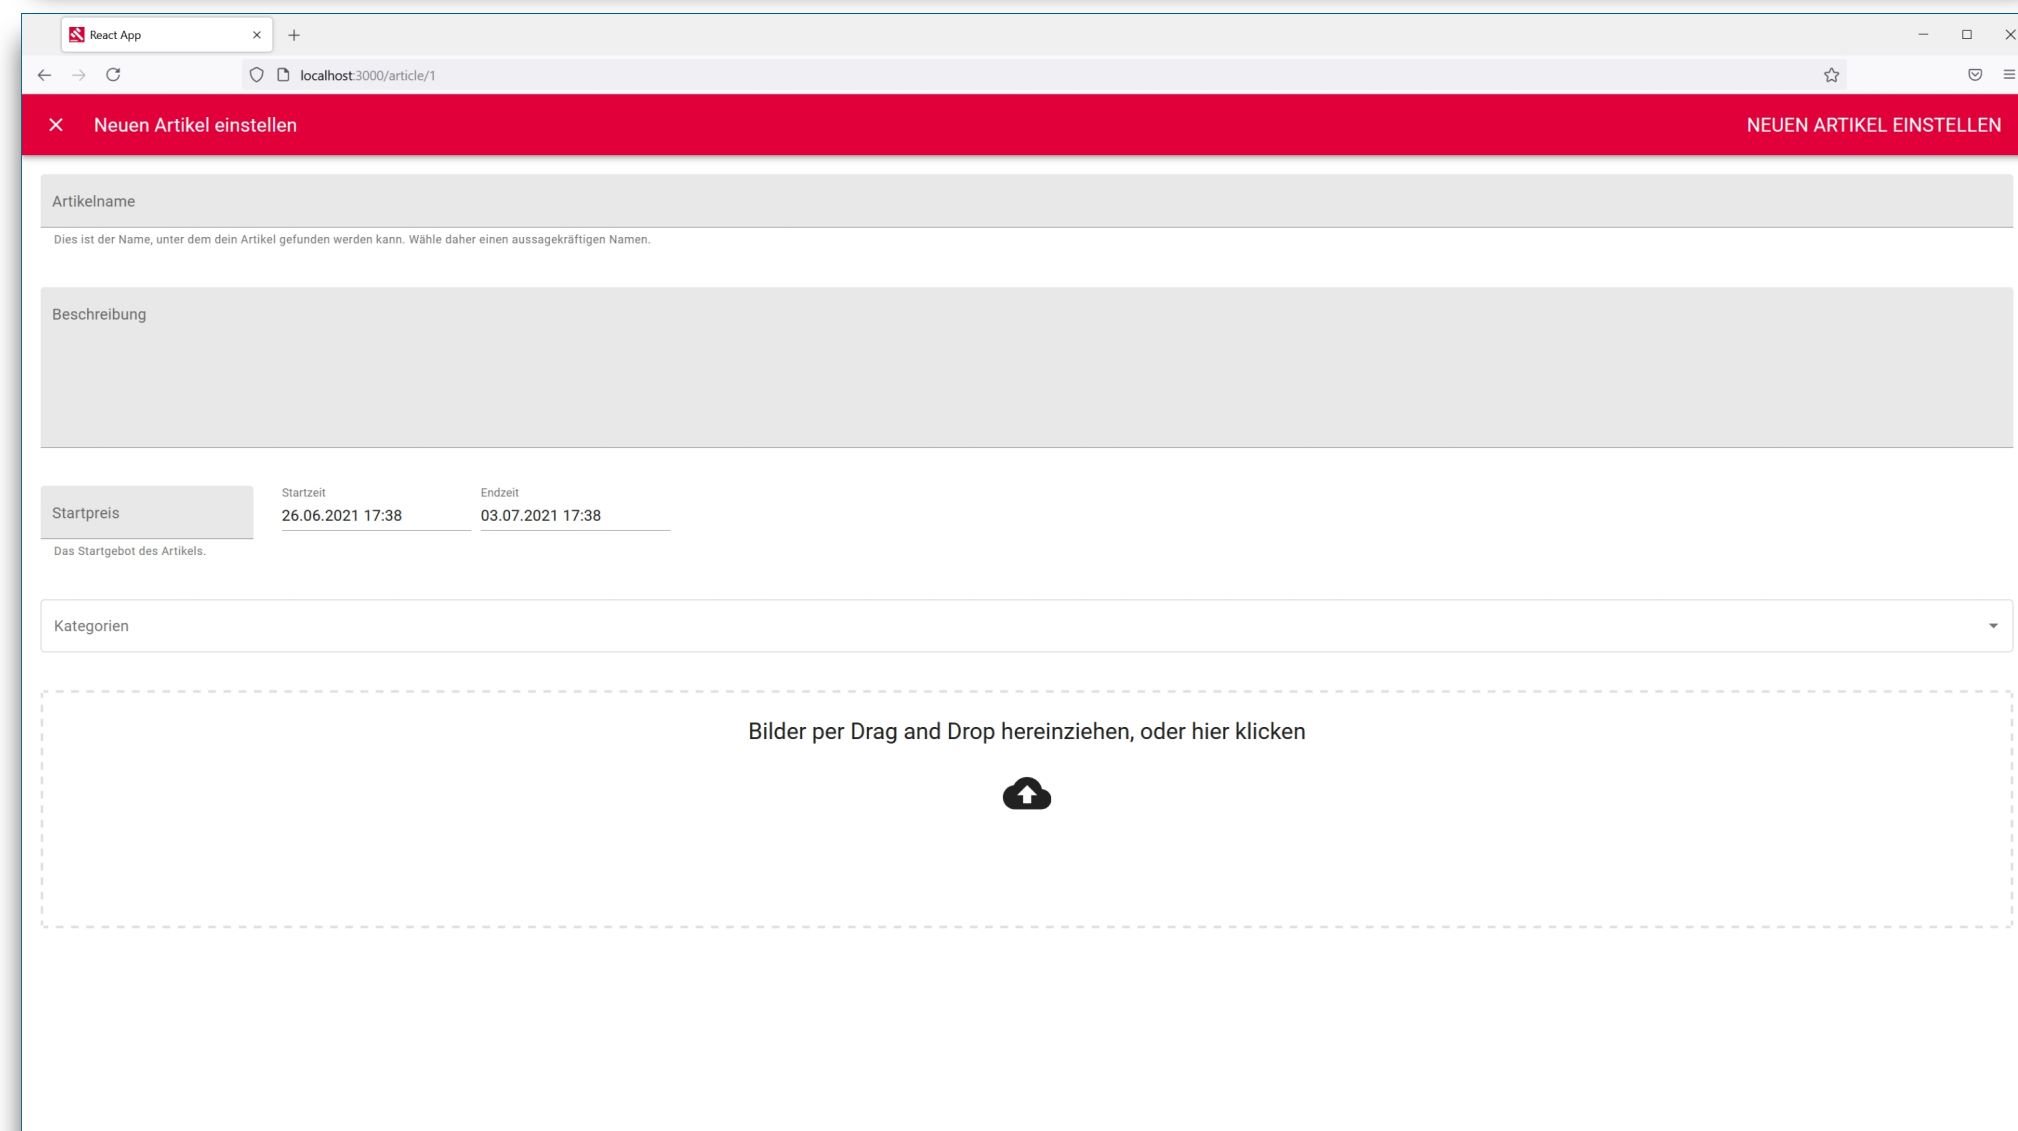 React App
localhost:3000/article/1
Neuen Artikel einstellen
NEUEN ARTIKEL EINSTELLEN
Artikelname
Dies ist der Name, unter dem dein Artikel gefunden werden kann. Wähle daher einen aussagekräftigen Namen.
Beschreibung
Startpreis
Das Startgebot des Artikels.
Startzeit
26.06.2021 17:38
Endzeit
03.07.2021 17:38
Kategorien
Bilder per Drag and Drop hereinziehen, oder hier klicken